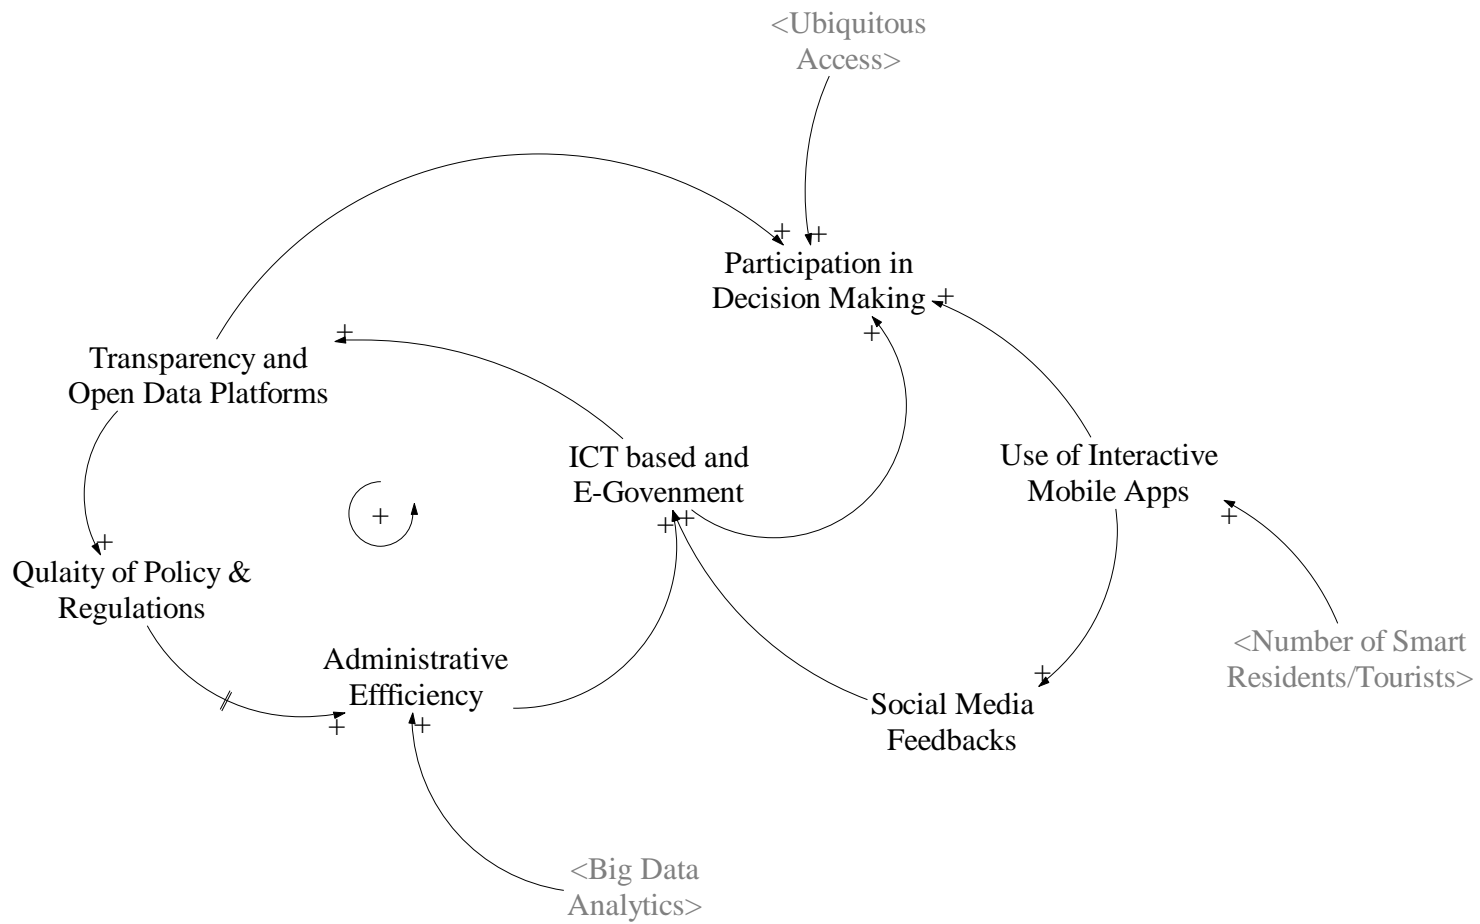 <Ubiquitous
Access>
Participation in
Decision Making
Transparency and
Open Data Platforms
ICT based and
E-Govenment
Use of Interactive
Mobile Apps
Qulaity of Policy &
Regulations
Administrative
Effficiency
<Number of Smart
Residents/Tourists>
Social Media
Feedbacks
<Big Data
Analytics>